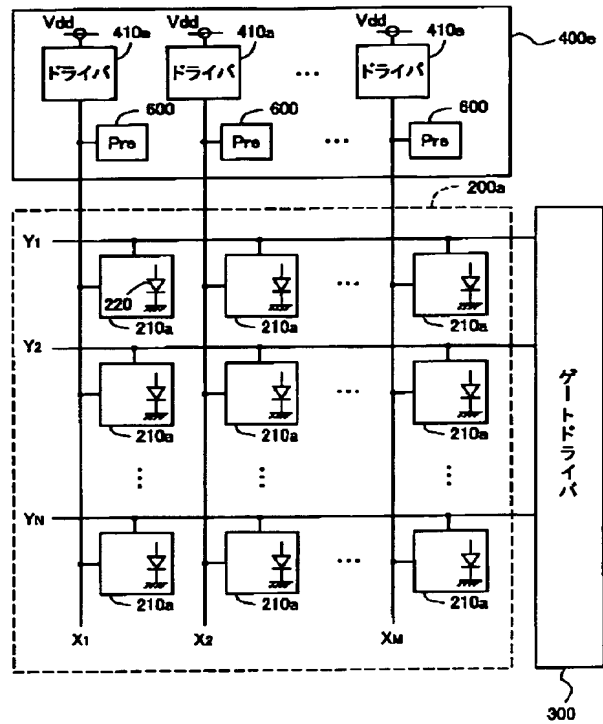 Vdd 410a Vdd 410a Vdd 410a
ドライバ ドライバ … ドライバ 400e
600 600 600
Pre Pre … Pre
200a
Y1
220 …
210a 210a 210a
Y2
…
210a 210a 210a
⋮ ⋮ ⋮
YN
…
210a 210a 210a
X1 X2 XM
ゲートドライバ
300